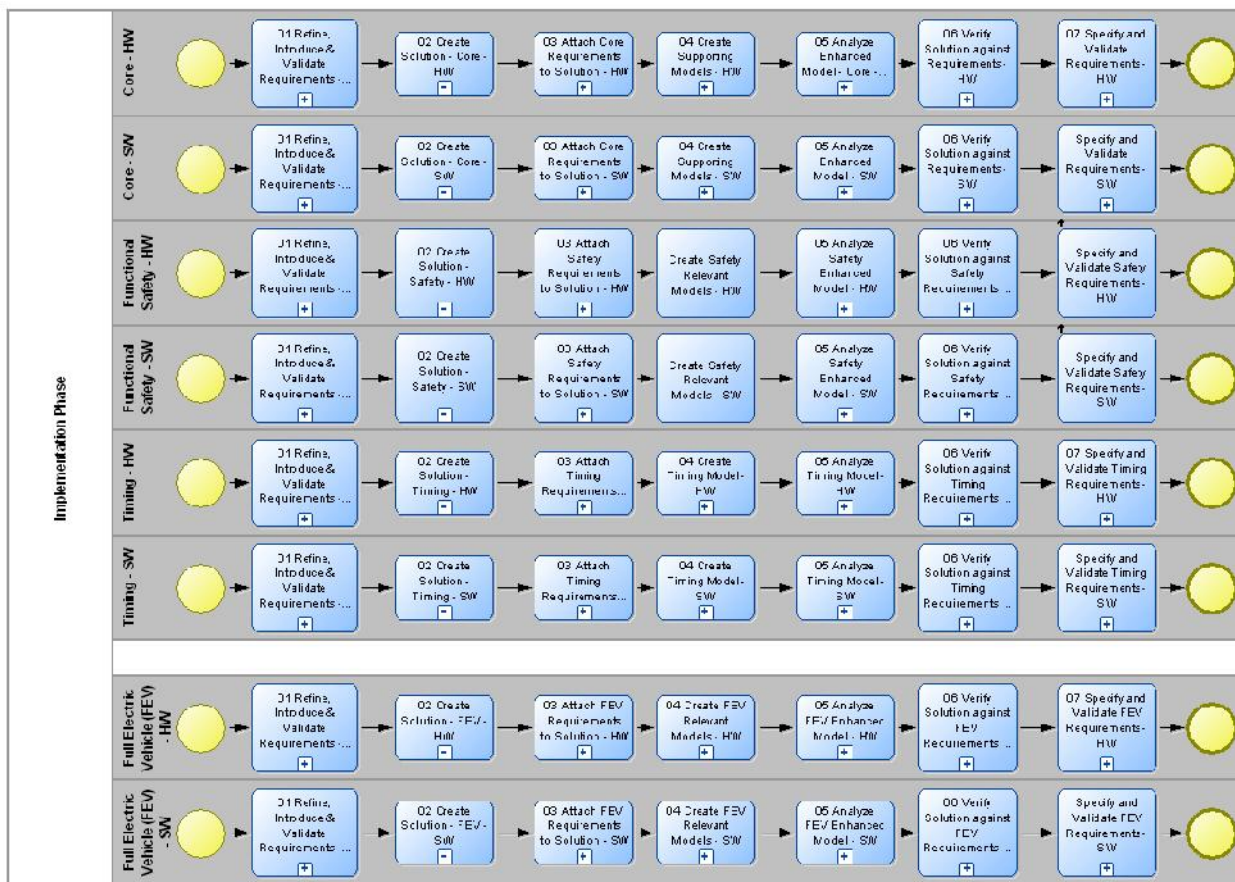 Implementation Phase
Core - HW
01 Refine,
Introduce &
Validate
Requirements -...
02 Create
Solution - Core -
HW
03 Attach Core
Requirements
to Solution - HW
04 Create
Supporting
Models - HW
05 Analyze
Enhanced
Model - Core -...
06 Verify
Solution against
Requirements -
HW
07 Specify and
Validate
Requirements -
HW
Core - SW
01 Refine,
Introduce &
Validate
Requirements -...
02 Create
Solution - Core -
SW
03 Attach Core
Requirements
to Solution - SW
04 Create
Supporting
Models - SW
05 Analyze
Enhanced
Model - SW
06 Verify
Solution against
Requirements -
SW
Specify and
Validate
Requirements -
SW
Functional
Safety - HW
01 Refine,
Introduce &
Validate
Requirements -...
02 Create
Solution -
Safety - HW
03 Attach
Safety
Requirements
to Solution - HW
Create Safety
Relevant
Models - HW
05 Analyze
Safety
Enhanced
Model - HW
06 Verify
Solution against
Safety
Requirements ...
Specify and
Validate Safety
Requirements -
HW
Functional
Safety - SW
01 Refine,
Introduce &
Validate
Requirements -...
02 Create
Solution -
Safety - SW
03 Attach
Safety
Requirements
to Solution - SW
Create Safety
Relevant
Models - SW
05 Analyze
Safety
Enhanced
Model - SW
06 Verify
Solution against
Safety
Requirements ...
Specify and
Validate Safety
Requirements -
SW
Timing - HW
01 Refine,
Introduce &
Validate
Requirements -...
02 Create
Solution -
Timing - HW
03 Attach
Timing
Requirements...
04 Create
Timing Model -
HW
05 Analyze
Timing Model -
HW
06 Verify
Solution against
Timing
Requirements ...
07 Specify and
Validate Timing
Requirements -
HW
Timing - SW
01 Refine,
Introduce &
Validate
Requirements -...
02 Create
Solution -
Timing - SW
03 Attach
Timing
Requirements...
04 Create
Timing Model -
SW
05 Analyze
Timing Model -
SW
06 Verify
Solution against
Timing
Requirements ...
Specify and
Validate Timing
Requirements -
SW
Full Electric
Vehicle (FEV)
- HW
01 Refine,
Introduce &
Validate
Requirements -...
02 Create
Solution - FEV -
HW
03 Attach FEV
Requirements
to Solution - HW
04 Create FEV
Relevant
Models - HW
05 Analyze
FEV Enhanced
Model - HW
06 Verify
Solution against
FEV
Requirements ...
07 Specify and
Validate FEV
Requirements -
HW
Full Electric
Vehicle (FEV)
- SW
01 Refine,
Introduce &
Validate
Requirements -...
02 Create
Solution - FEV -
SW
03 Attach FEV
Requirements
to Solution - SW
04 Create FEV
Relevant
Models - SW
05 Analyze
FEV Enhanced
Model - SW
06 Verify
Solution against
FEV
Requirements ...
Specify and
Validate FEV
Requirements -
SW